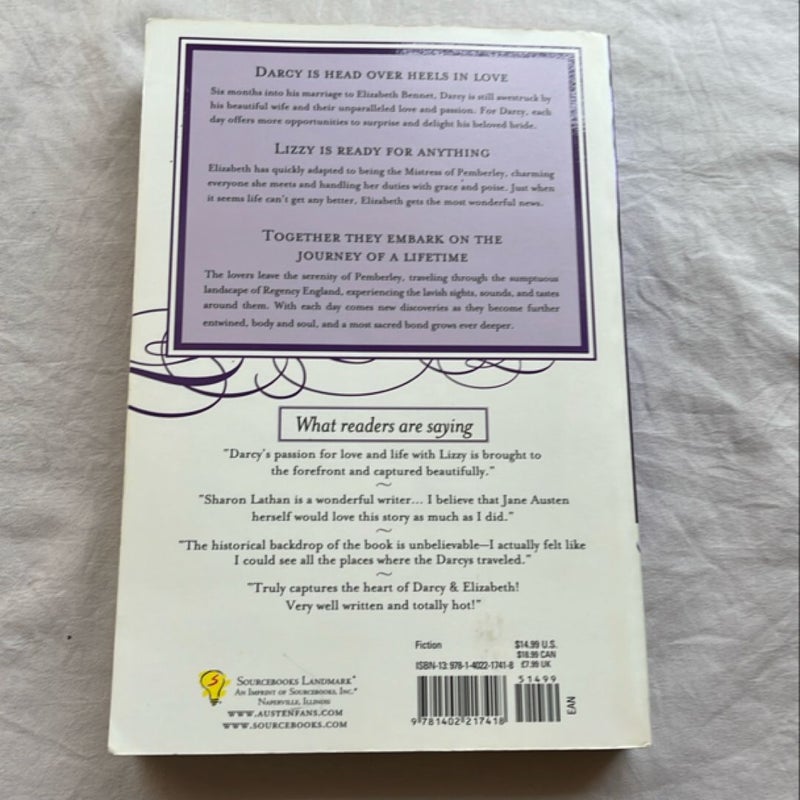 DARCY IS HEAD OVER HEELS IN LOVE
Six months into his marriage to Elizabeth Bennet, Darcy is still awestruck by
his beautiful wife and their unparalleled love and passion. For Darcy, each
day offers more opportunities to surprise and delight his beloved bride.
LIZZY IS READY FOR ANYTHING
Elizabeth has quickly adapted to being the Mistress of Pemberley, charming
everyone she meets and handling her duties with grace and poise. Just when
it seems life can't get any better, Elizabeth gets the most wonderful news.
TOGETHER THEY EMBARK ON THE
JOURNEY OF A LIFETIME
The lovers leave the serenity of Pemberley, traveling through the sumptuous
landscape of Regency England, experiencing the lavish sights, sounds, and tastes
around them. With each day comes new discoveries as they become further
entwined, body and soul, and a most sacred bond grows ever deeper.
What readers are saying
"Darcy's passion for love and life with Lizzy is brought to
the forefront and captured beautifully."
~
"Sharon Lathan is a wonderful writer... I believe that Jane Austen
herself would love this story as much as I did."
~
"The historical backdrop of the book is unbelievable—I actually felt like
I could see all the places where the Darcys traveled."
~
"Truly captures the heart of Darcy & Elizabeth!
Very well written and totally hot!"
Fiction
$14.99 U.S.
$18.99 CAN
£7.99 UK
ISBN-13: 978-1-4022-1741-8
51499
EAN
9 781402 217418
S
SOURCEBOOKS LANDMARK®
AN IMPRINT OF SOURCEBOOKS, INC.®
NAPERVILLE, ILLINOIS
WWW.AUSTENFANS.COM
WWW.SOURCEBOOKS.COM